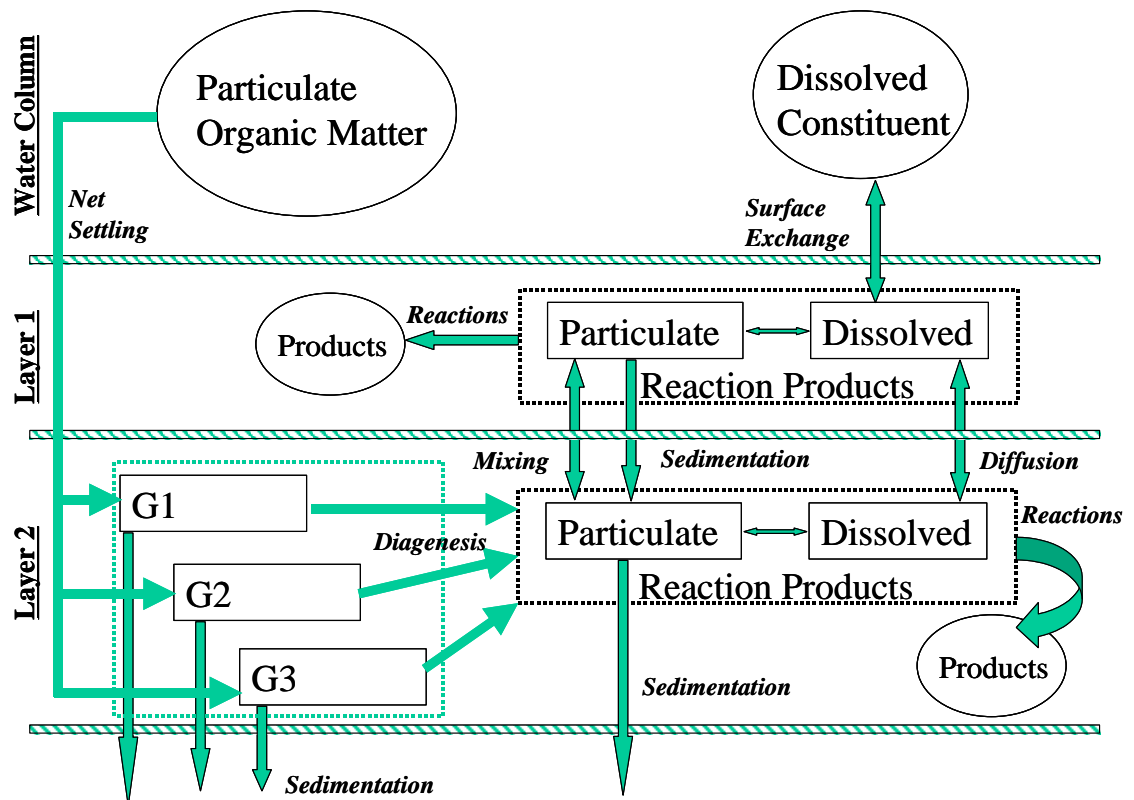 Water Column
Particulate
Organic Matter
Dissolved
Constituent
Net
Settling
Surface
Exchange
Layer 1
Products
Reactions
Particulate
Dissolved
Reaction Products
Mixing
Sedimentation
Diffusion
Layer 2
G1
G2
G3
Diagenesis
Particulate
Dissolved
Reaction Products
Reactions
Products
Sedimentation
Sedimentation